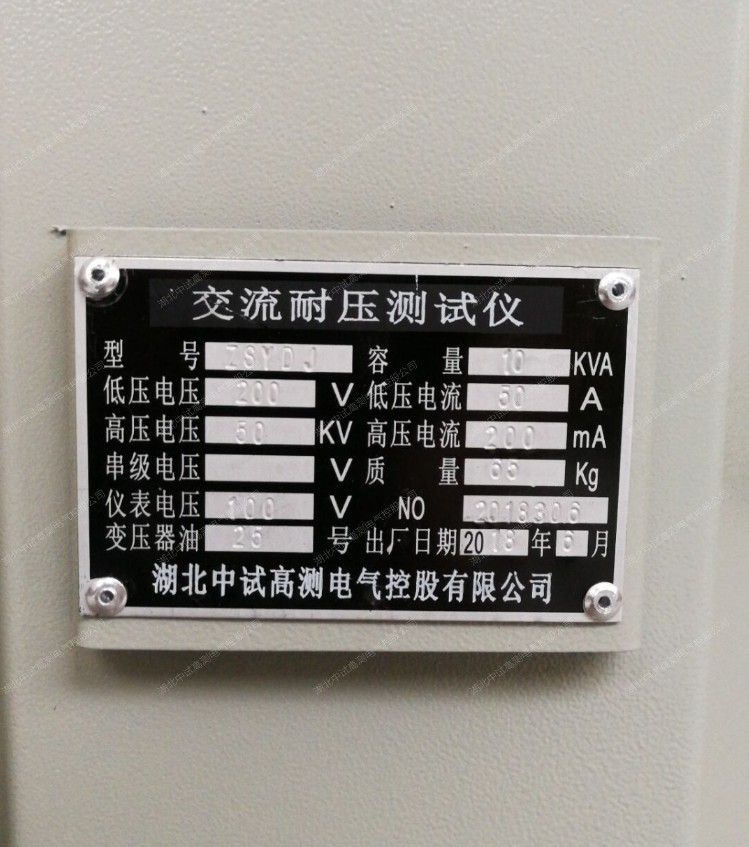 交流耐压测试仪
型 号 ZSYDJ 容 量 10 KVA
低压电压 200 V 低压电流 50 A
高压电压 50 KV 高压电流 200 mA
串级电压 V 质 量 Kg
仪表电压 100 V NO 2018306
变压器油 25 号 出厂日期 2018 年 6 月
湖北中试高测电气控股有限公司